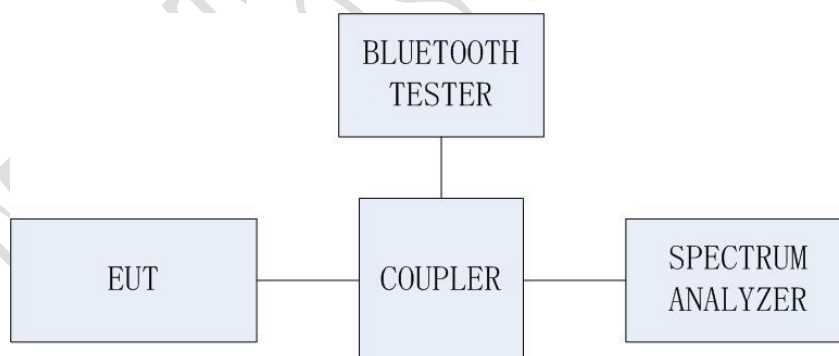 BLUETOOTH
TESTER
EUT
COUPLER
SPECTRUM
ANALYZER